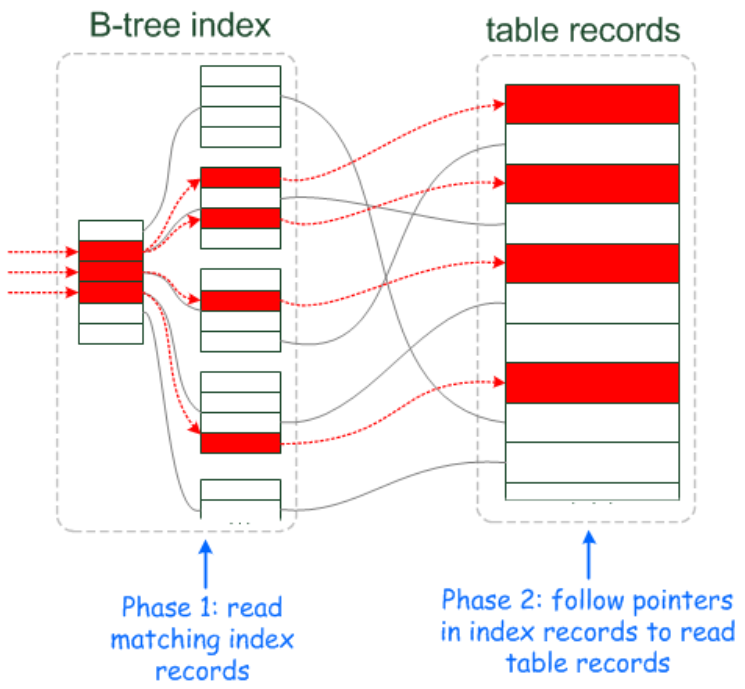 B-tree index
table records
...
. . .
Phase 1: read
matching index
records
Phase 2: follow pointers
in index records to read
table records